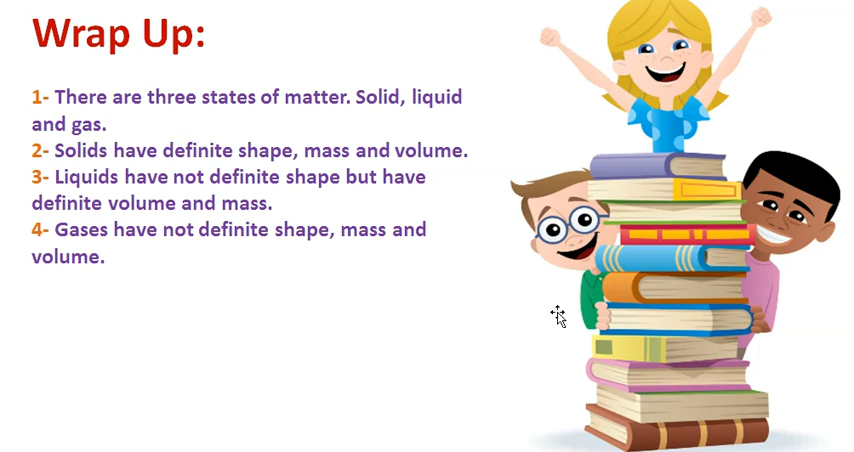 Wrap Up:
1- There are three states of matter. Solid, liquid
and gas.
2- Solids have definite shape, mass and volume.
3- Liquids have not definite shape but have
definite volume and mass.
4- Gases have not definite shape, mass and
volume.